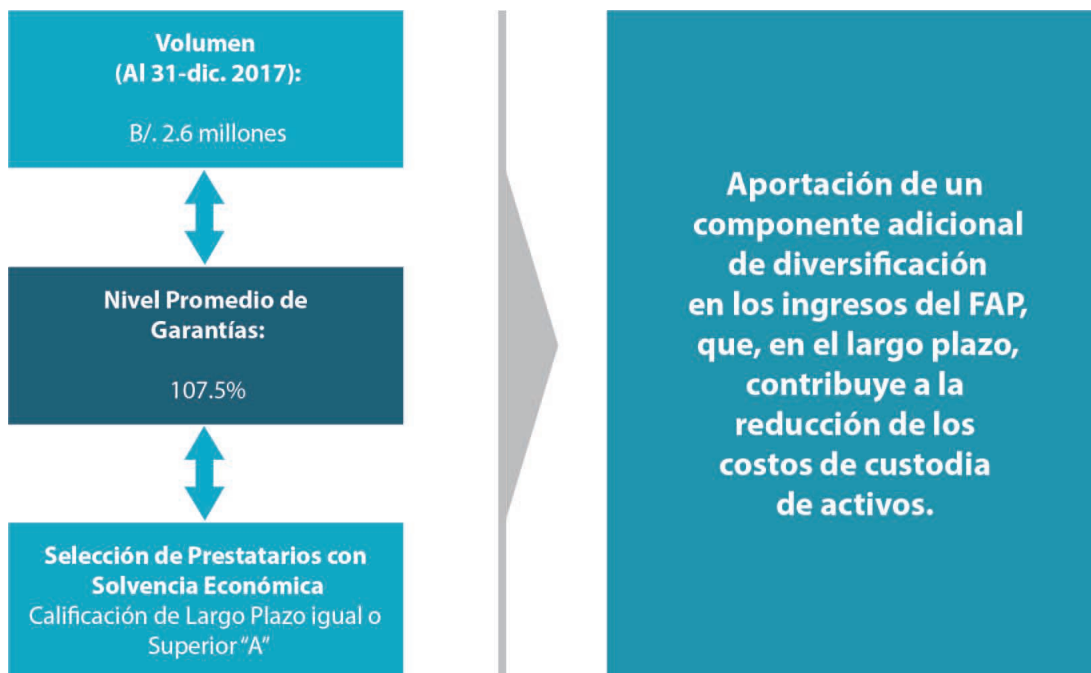 Volumen
(Al 31-dic. 2017):
B/. 2.6 millones
Nivel Promedio de
Garantías:
107.5%
Selección de Prestatarios con
Solvencia Económica
Calificación de Largo Plazo igual o
Superior “A”
Aportación de un
componente adicional
de diversificación
en los ingresos del FAP,
que, en el largo plazo,
contribuye a la
reducción de los
costos de custodia
de activos.